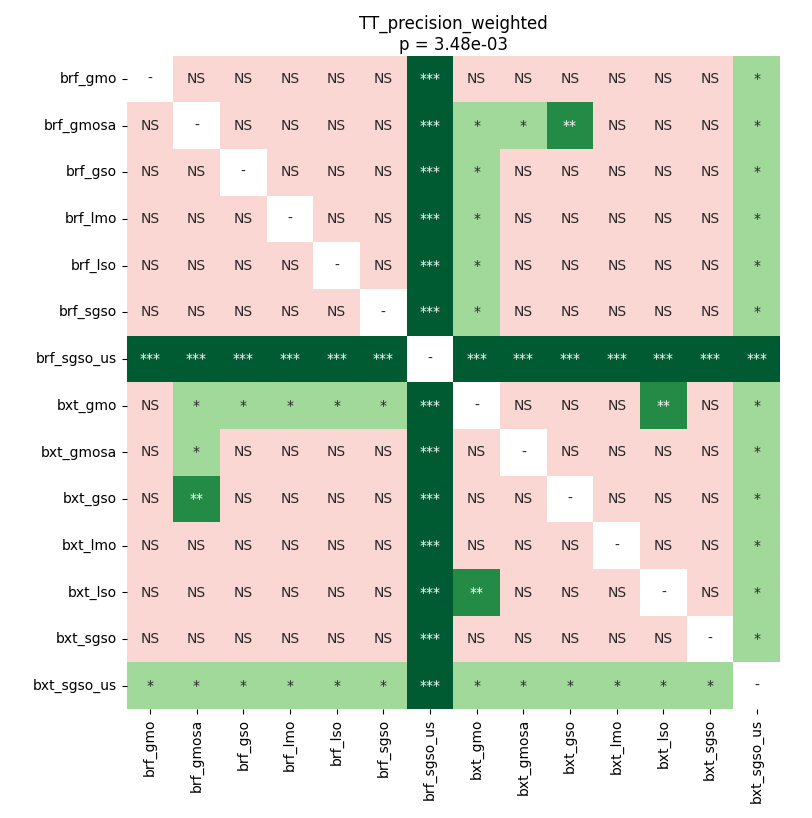 TT_precision_weighted
p = 3.48e-03
brf_gmo - NS NS NS NS NS *** NS NS NS NS NS NS *
brf_gmosa NS - NS NS NS NS *** * * ** NS NS NS *
brf_gso NS NS - NS NS NS *** * NS NS NS NS NS *
brf_lmo NS NS NS - NS NS *** * NS NS NS NS NS *
brf_lso NS NS NS NS - NS *** * NS NS NS NS NS *
brf_sgso NS NS NS NS NS - *** * NS NS NS NS NS *
brf_sgso_us *** *** *** *** *** *** - *** *** *** *** *** *** ***
bxt_gmo NS * * * * * *** - NS NS NS ** NS *
bxt_gmosa NS * NS NS NS NS *** NS - NS NS NS NS *
bxt_gso NS ** NS NS NS NS *** NS NS - NS NS NS *
bxt_lmo NS NS NS NS NS NS *** NS NS NS - NS NS *
bxt_lso NS NS NS NS NS NS *** ** NS NS NS - NS *
bxt_sgso NS NS NS NS NS NS *** NS NS NS NS NS - *
bxt_sgso_us * * * * * * *** * * * * * * -
brf_gmo brf_gmosa brf_gso brf_lmo brf_lso brf_sgso brf_sgso_us bxt_gmo bxt_gmosa bxt_gso bxt_lmo bxt_lso bxt_sgso bxt_sgso_us